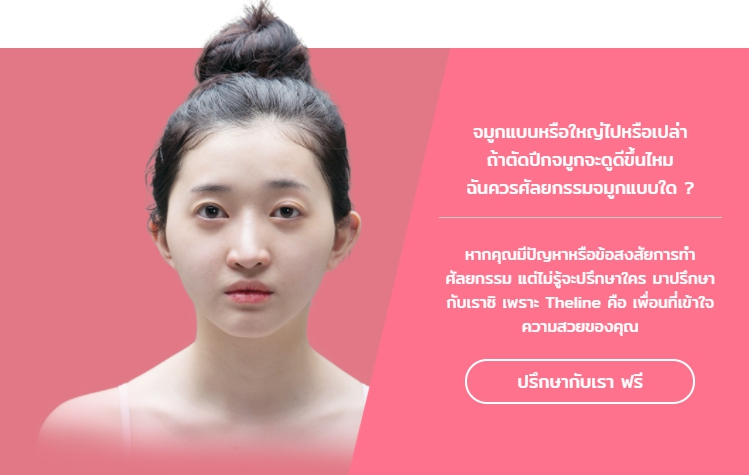 จมูกแบนหรือใหญ่ไปหรือเปล่า
ถ้าตัดปีกจมูกจะดูดีขึ้นไหม
ฉันควรศัลยกรรมจมูกแบบใด ?
หากคุณมีปัญหาหรือข้อสงสัยการทำ
ศัลยกรรม แต่ไม่รู้จะปรึกษาใคร มาปรึกษา
กับเราซิ เพราะ Theline คือ เพื่อนที่เข้าใจ
ความสวยของคุณ
ปรึกษากับเรา ฟรี